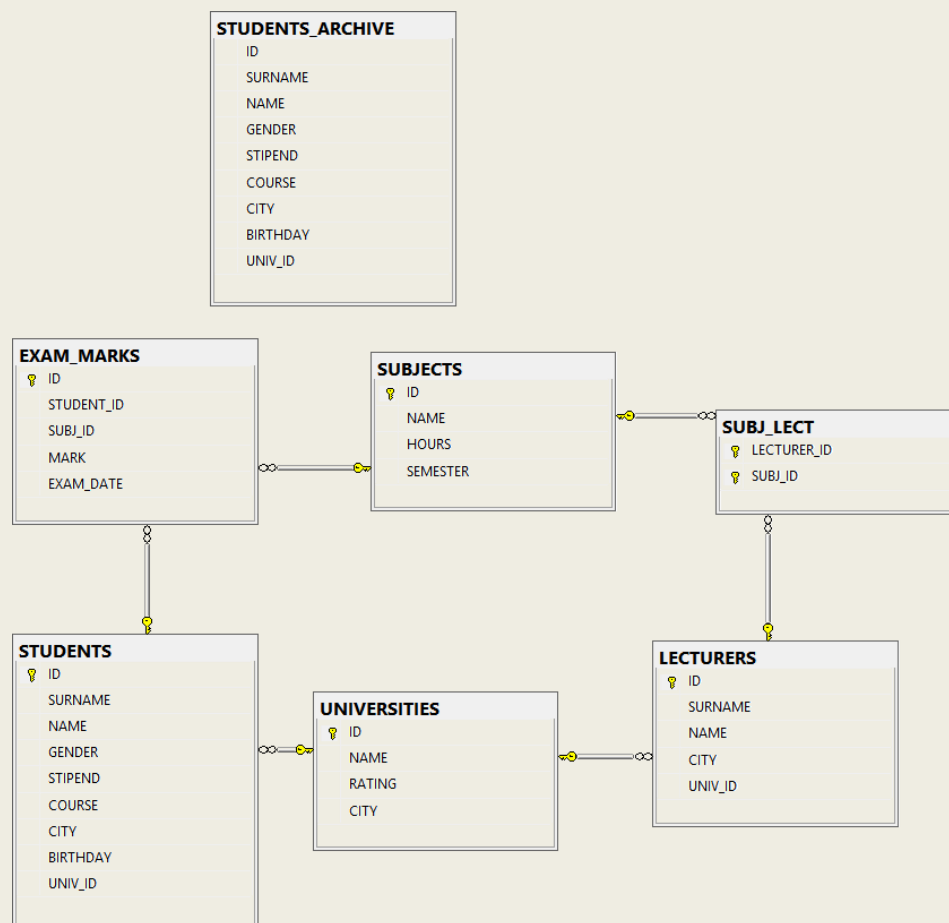 STUDENTS_ARCHIVE
ID
SURNAME
NAME
GENDER
STIPEND
COURSE
CITY
BIRTHDAY
UNIV_ID
EXAM_MARKS
ID
STUDENT_ID
SUBJ_ID
MARK
EXAM_DATE
SUBJECTS
ID
NAME
HOURS
SEMESTER
SUBJ_LECT
LECTURER_ID
SUBJ_ID
STUDENTS
ID
SURNAME
NAME
GENDER
STIPEND
COURSE
CITY
BIRTHDAY
UNIV_ID
UNIVERSITIES
ID
NAME
RATING
CITY
LECTURERS
ID
SURNAME
NAME
CITY
UNIV_ID